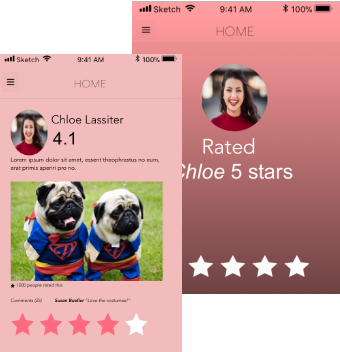 Sketch 9:41 AM 100%
HOME
Rated
Chloe 5 stars
Sketch 9:41 AM 100%
HOME
Chloe Lassiter
4.1
Lorem ipsum dolor sit amet, essent theophrastus no eum,
erat primis aperiri pro no.
1000 people rated this
Comments (25) Susan Bueller "Love the costumes!"